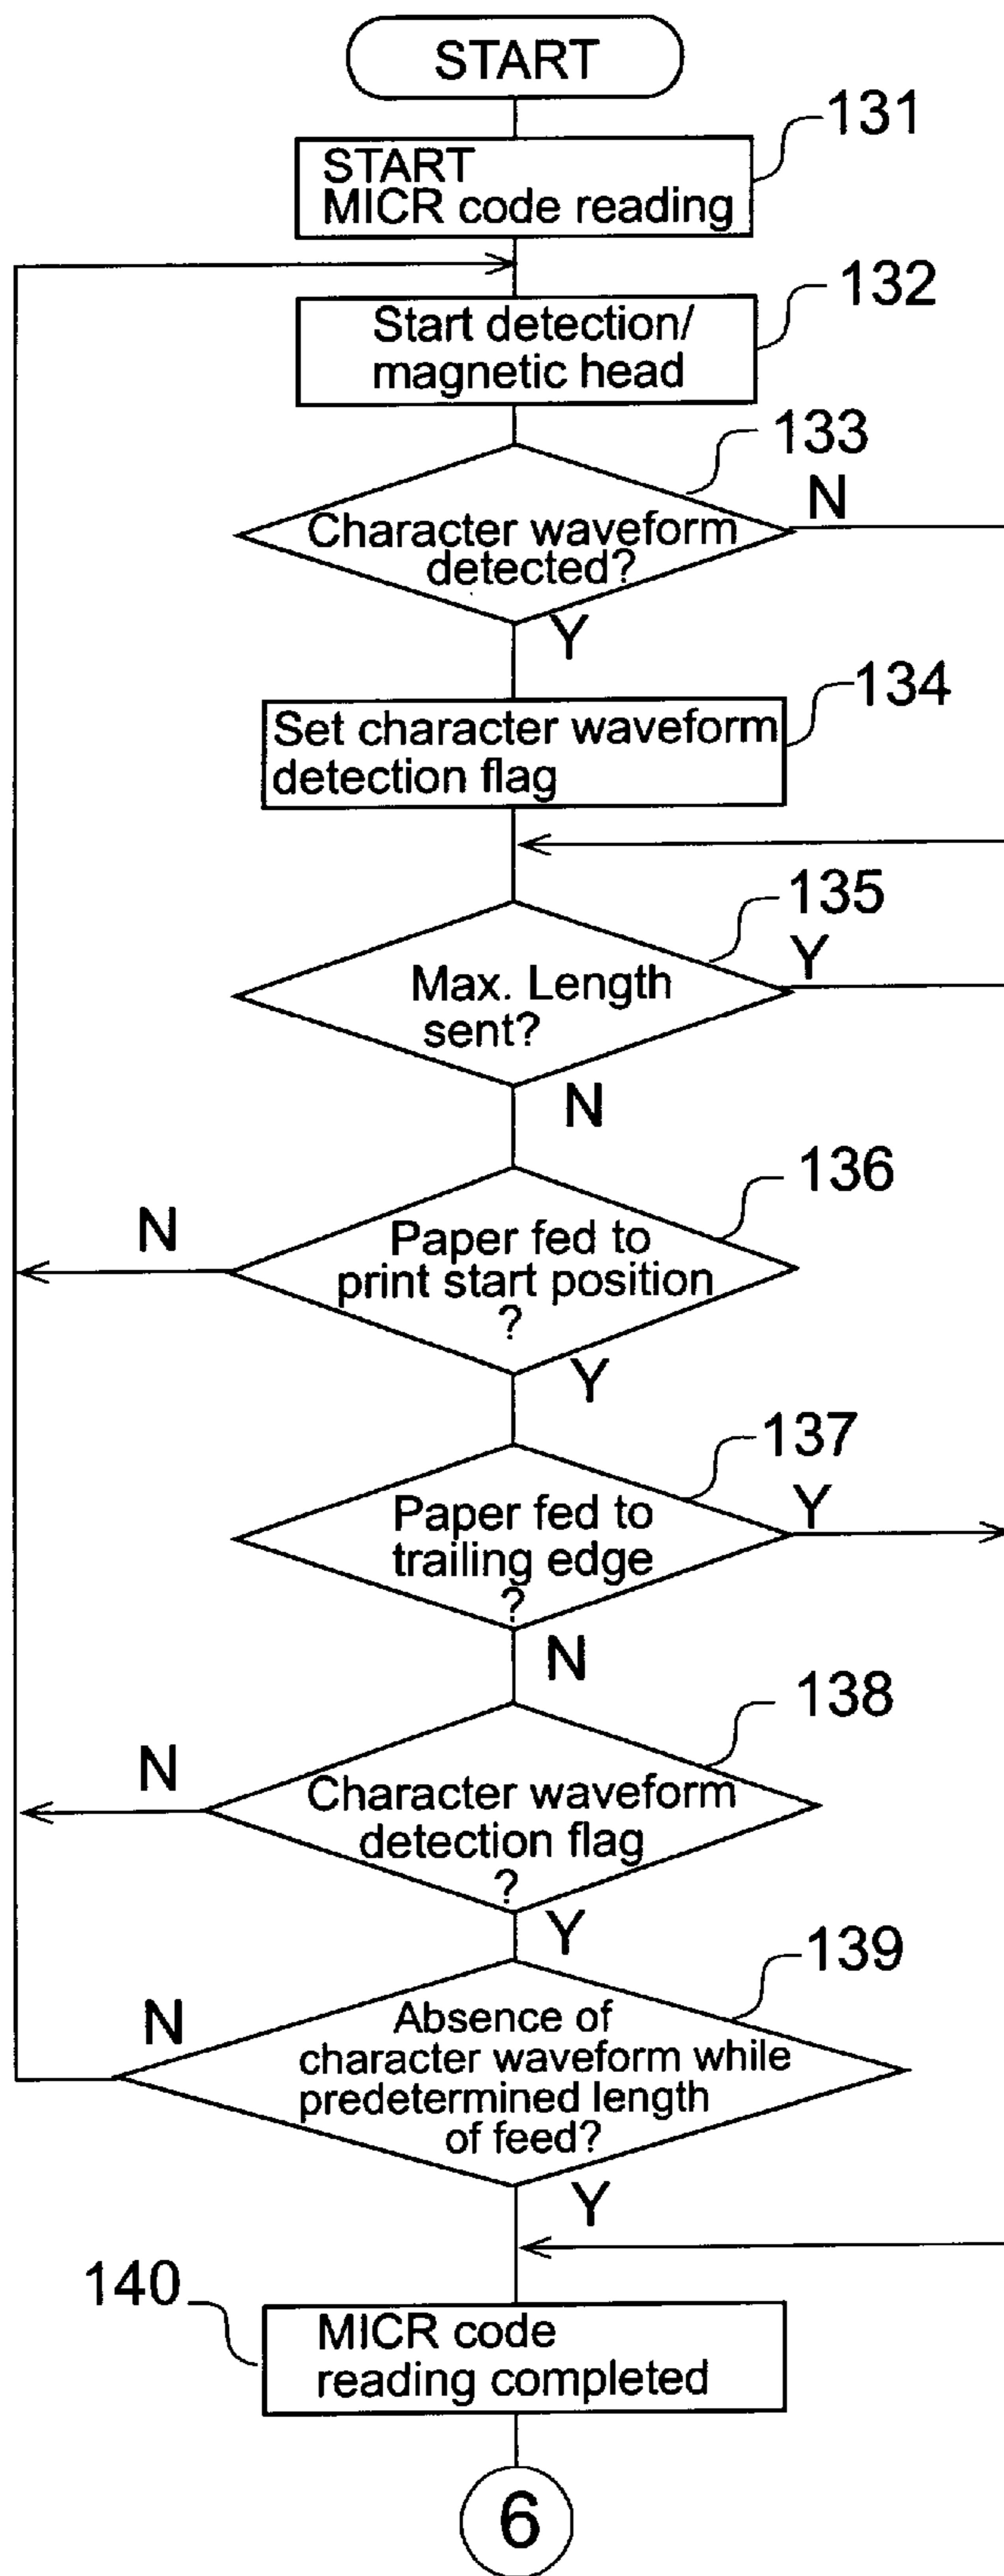 START
131
START
MICR code reading
132
Start detection/
magnetic head
133
N
Character waveform
detected?
Y
134
Set character waveform
detection flag
135
Y
Max. Length
sent?
N
136
N
Paper fed to
print start position
?
Y
137
Y
Paper fed to
trailing edge
?
N
138
N
Character waveform
detection flag
?
Y
139
N
Absence of
character waveform while
predetermined length
of feed?
Y
140
MICR code
reading completed
6